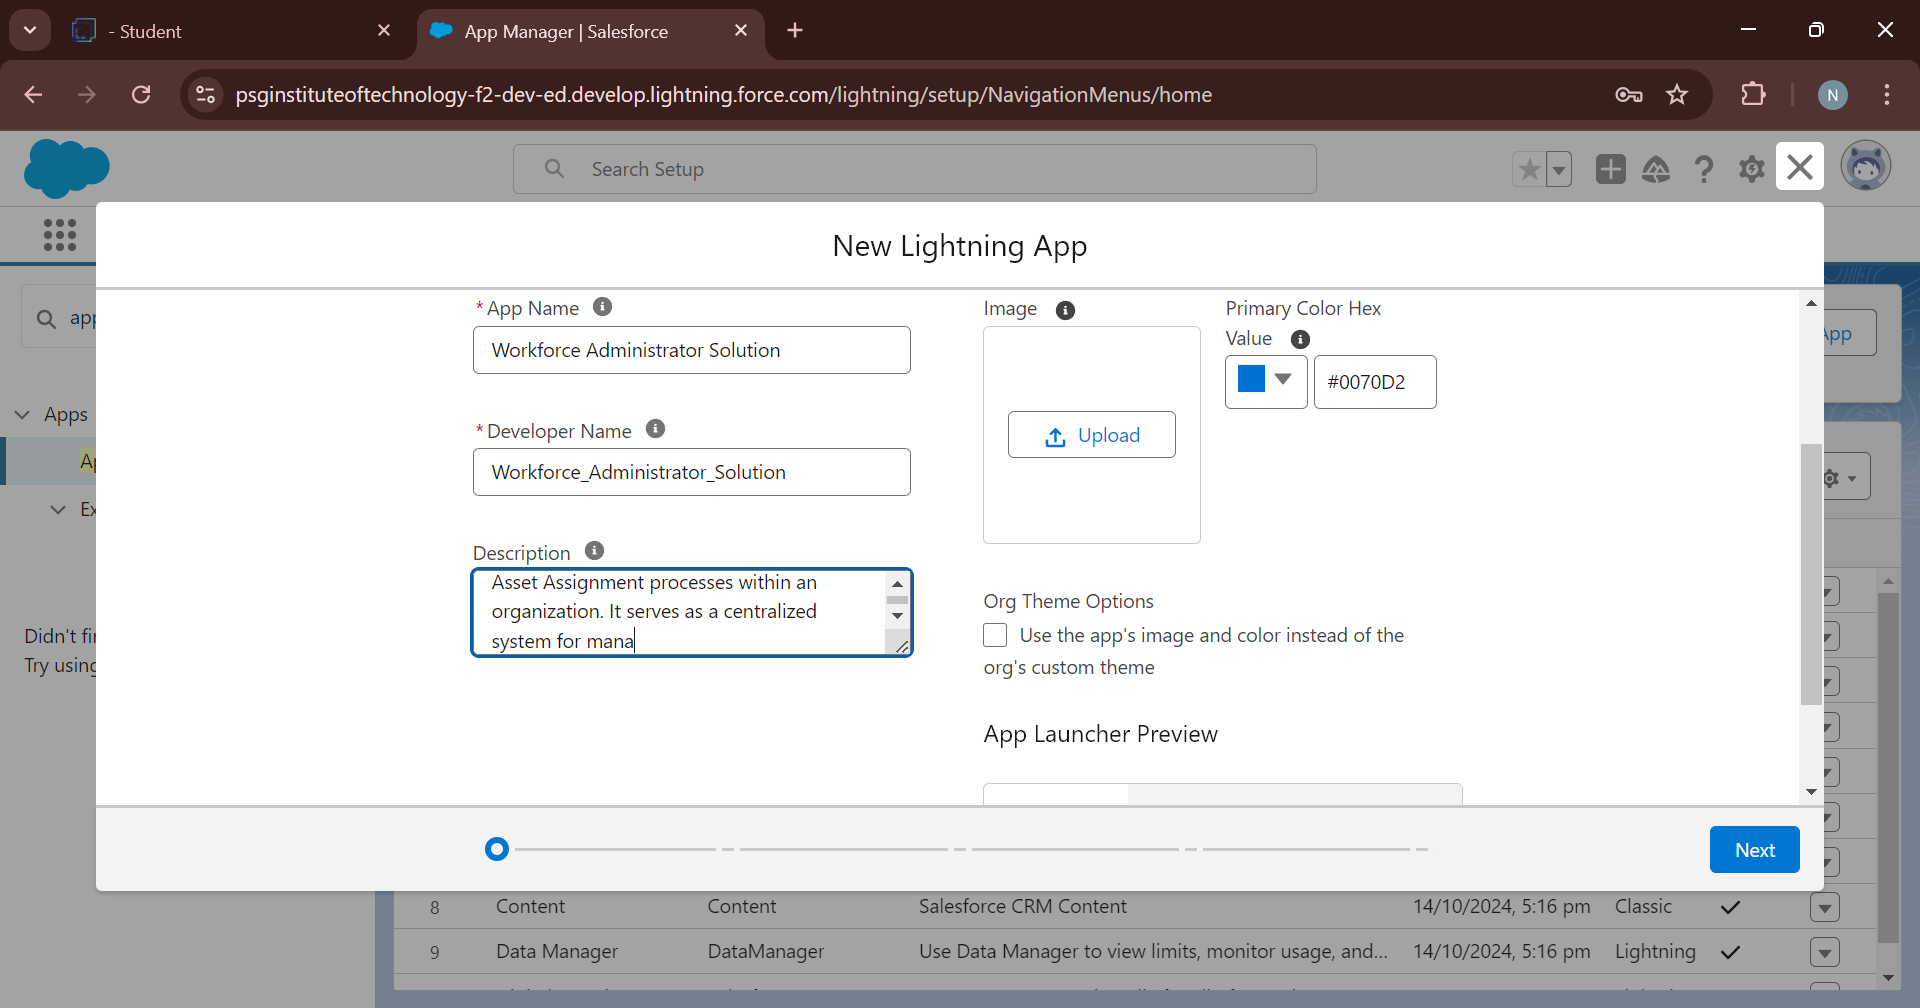 - Student
App Manager | Salesforce
psginstituteoftechnology-f2-dev-ed.develop.lightning.force.com/lightning/setup/NavigationMenus/home
N
Search Setup
New Lightning App
app
Apps
Ap
Ex
Didn't fi
Try using
App
* App Name
Workforce Administrator Solution
* Developer Name
Workforce_Administrator_Solution
Description
Asset Assignment processes within an
organization. It serves as a centralized
system for mana
Image
Upload
Primary Color Hex
Value
#0070D2
Org Theme Options
Use the app's image and color instead of the
org's custom theme
App Launcher Preview
Next
8 Content Content Salesforce CRM Content 14/10/2024, 5:16 pm Classic
9 Data Manager DataManager Use Data Manager to view limits, monitor usage, and... 14/10/2024, 5:16 pm Lightning